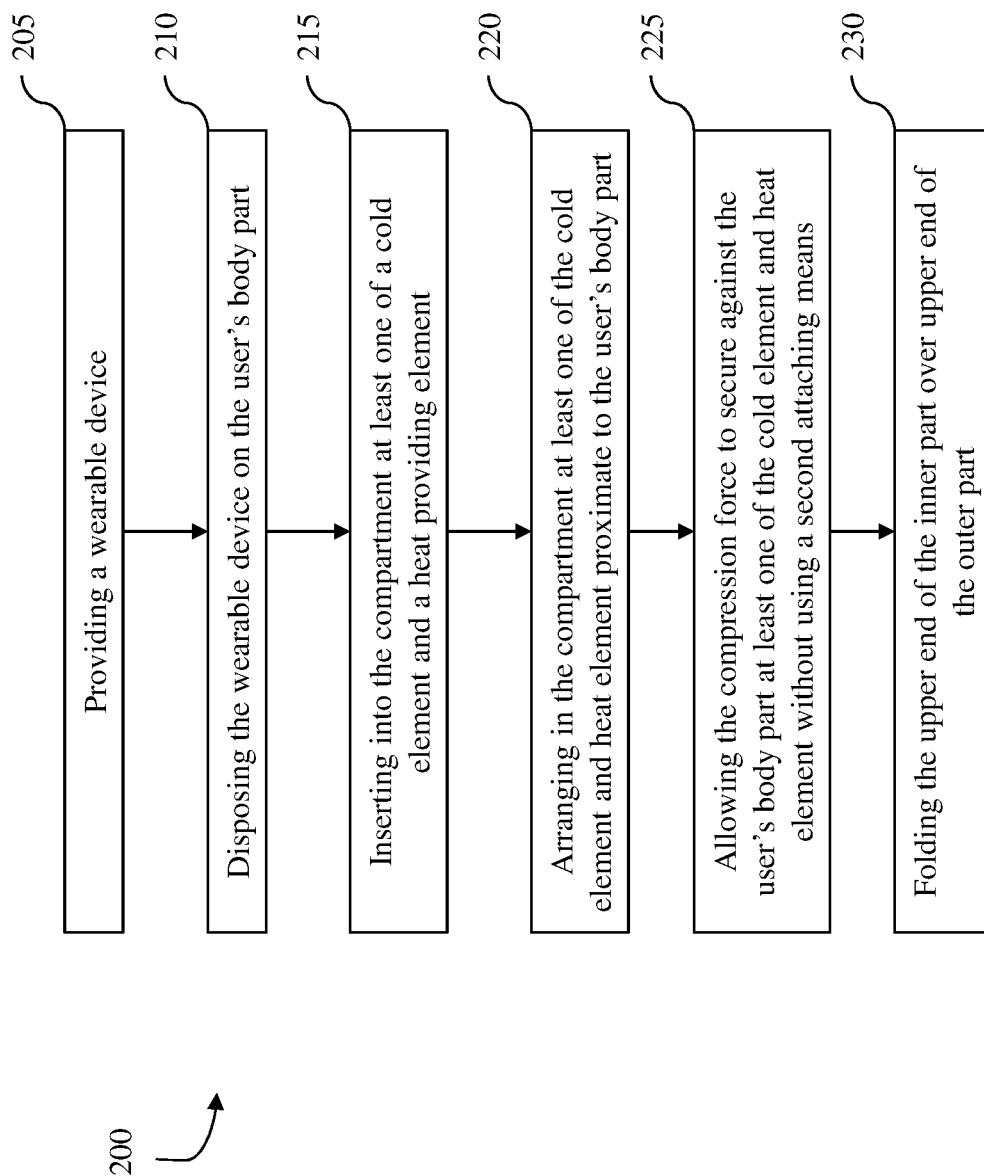 200
205
Providing a wearable device
210
Disposing the wearable device on the user's body part
215
Inserting into the compartment at least one of a cold
element and a heat providing element
220
Arranging in the compartment at least one of the cold
element and heat element proximate to the user's body part
225
Allowing the compression force to secure against the
user's body part at least one of the cold element and heat
element without using a second attaching means
230
Folding the upper end of the inner part over upper end of
the outer part